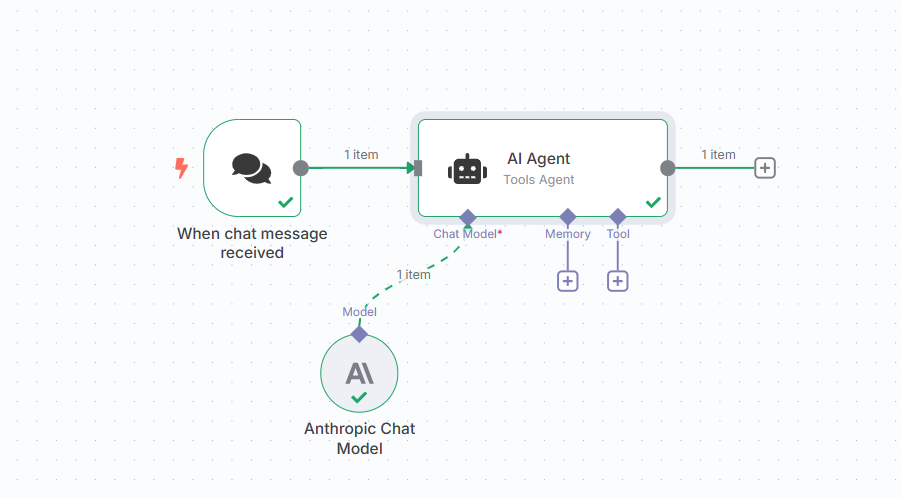 1 item
AI Agent
Tools Agent
1 item
When chat message
received
Chat Model*
Memory
Tool
1 item
Model
Anthropic Chat
Model